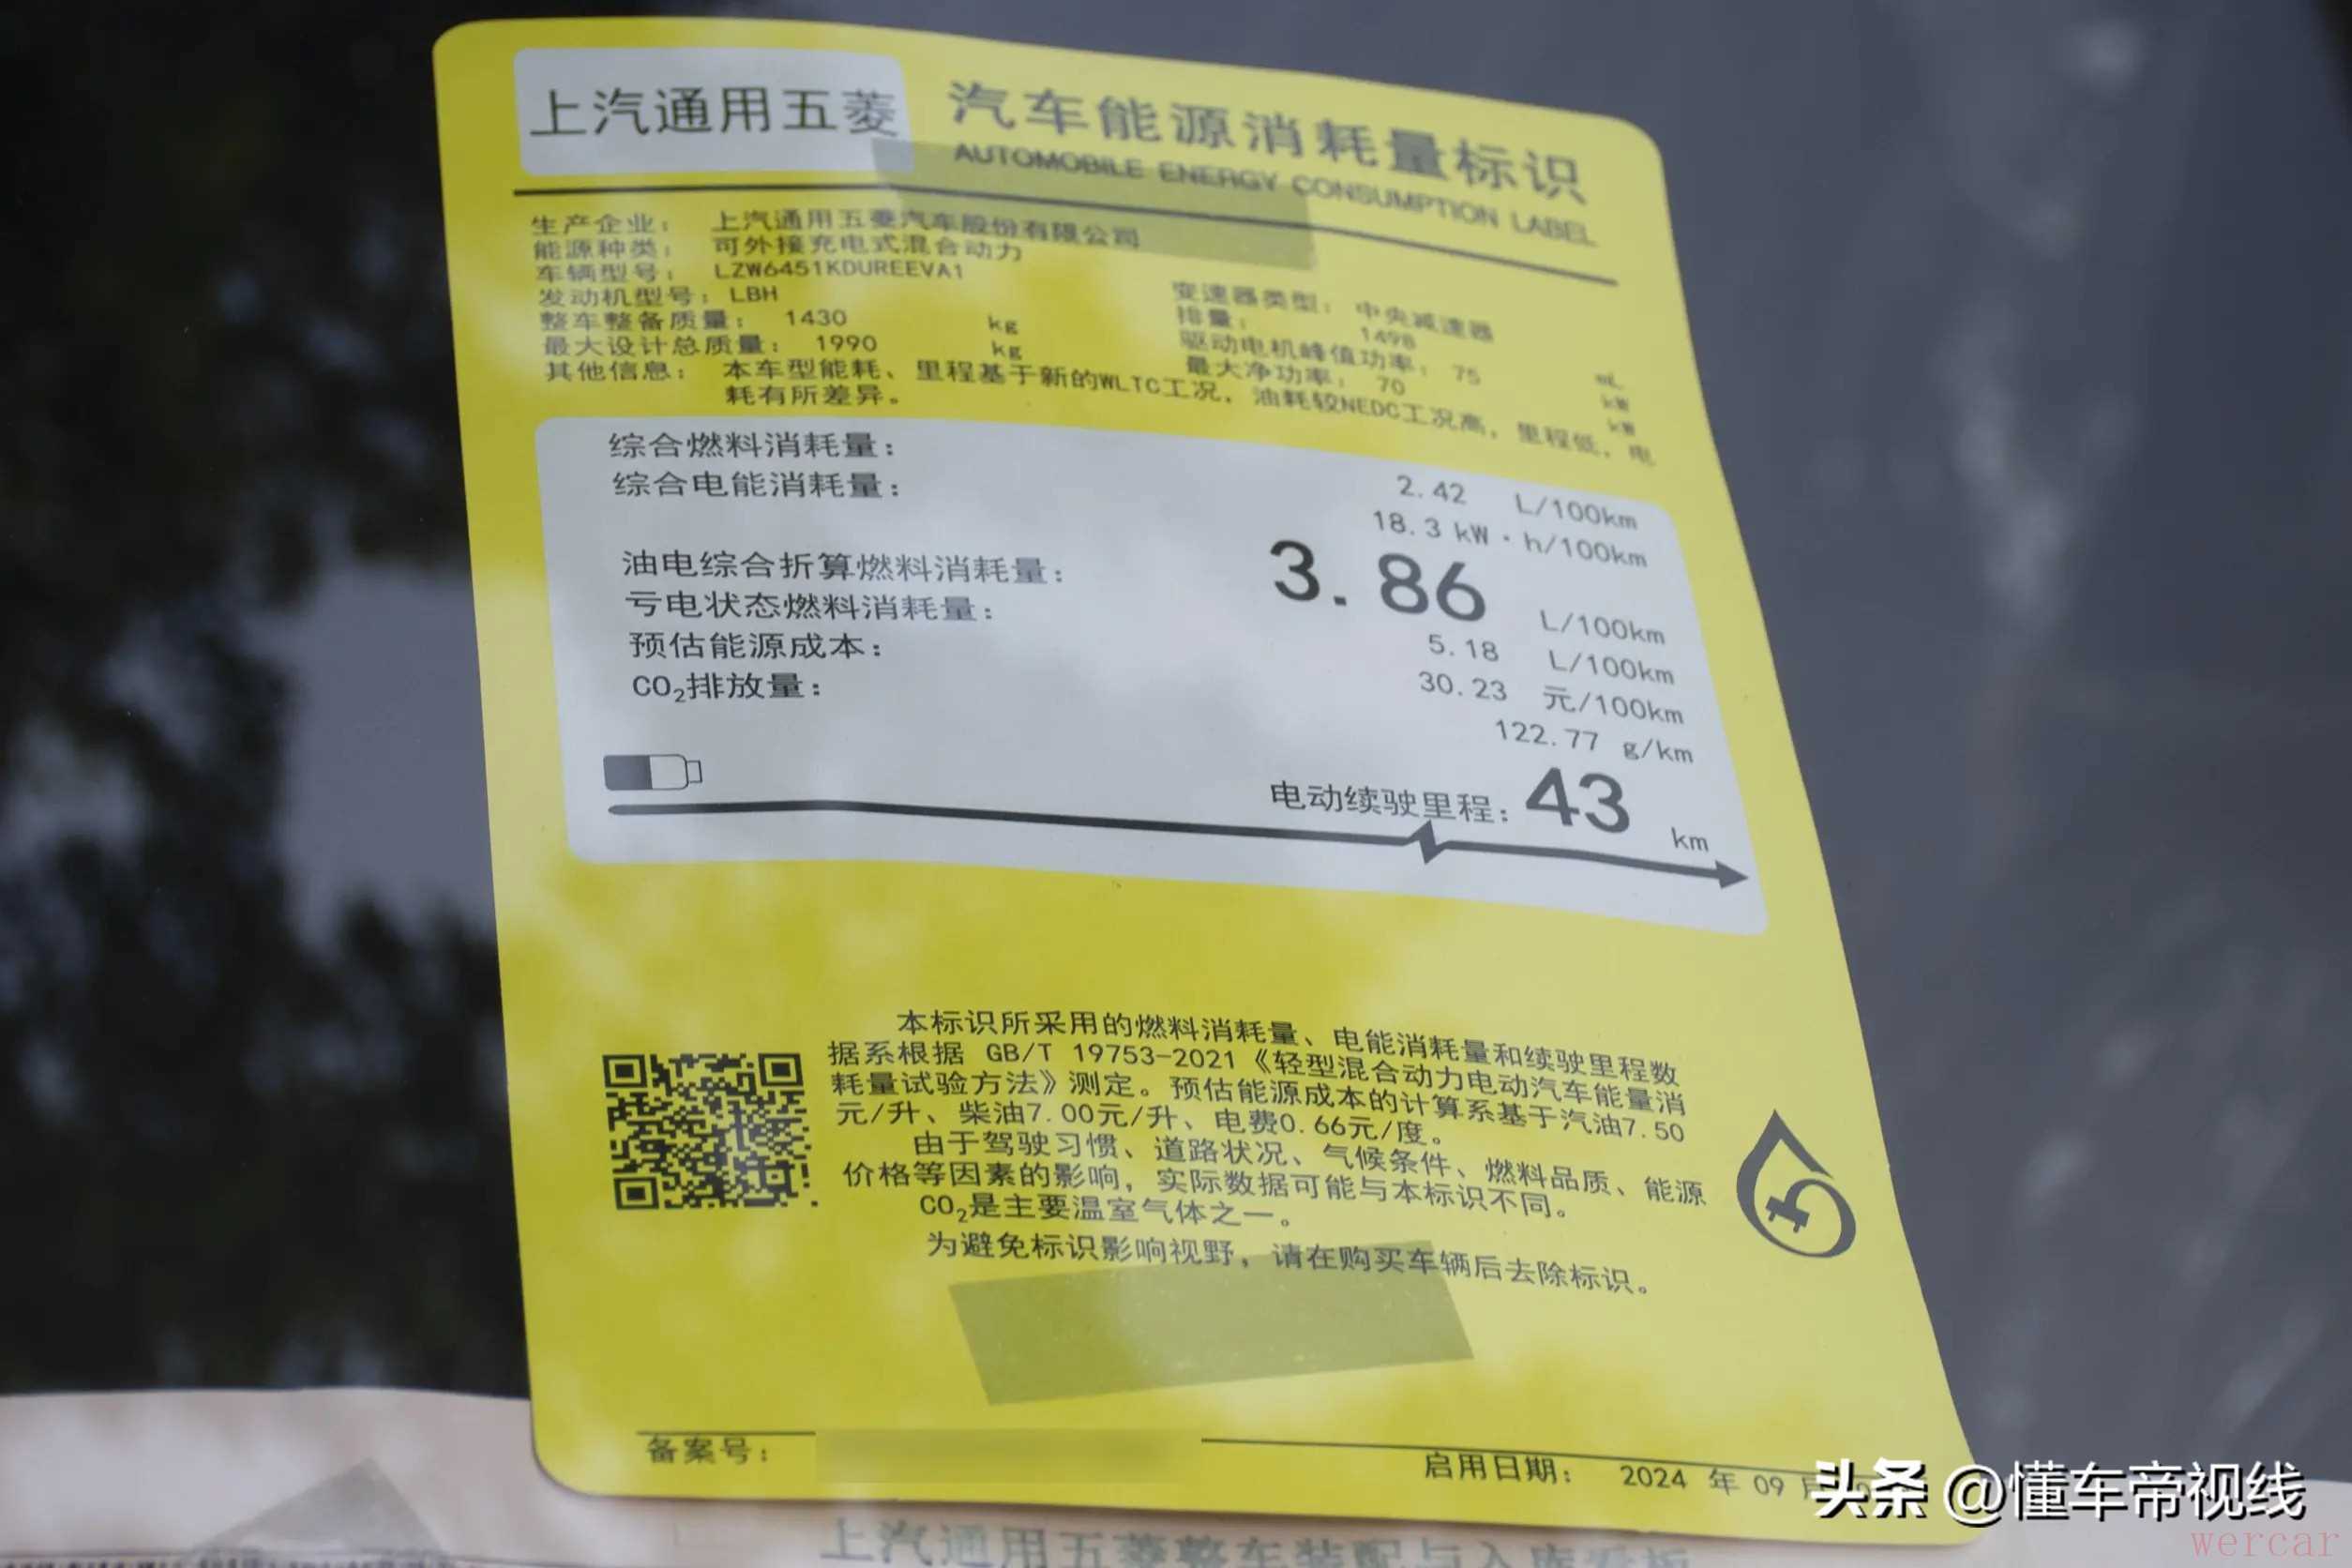 上汽通用五菱
汽车能源消耗量标识
AUTOMOBILE ENERGY CONSUMPTION LABEL
生产企业： 上汽通用五菱汽车股份有限公司
能源种类： 可外接充电式混合动力
车辆型号： LZW6451KDUREEVA1
发动机型号：LBH 变速器类型：中央减速器
整车整备质量： 1430 kg 排量： 1498 mL
最大设计总质量： 1990 kg 驱动电机峰值功率： 75 kW
最大净功率： 70 kW
其他信息： 本车型能耗、里程基于新的WLTC工况，油耗较NEDC工况高，里程低，电
耗有所差异。
综合燃料消耗量： 2.42 L/100km
综合电能消耗量： 18.3 kW·h/100km
油电综合折算燃料消耗量： 3.86 L/100km
亏电状态燃料消耗量： 5.18 L/100km
预估能源成本： 30.23 元/100km
CO₂排放量： 122.77 g/km
电动续驶里程：43 km
本标识所采用的燃料消耗量、电能消耗量和续驶里程数
据系根据 GB/T 19753-2021《轻型混合动力电动汽车能量消
耗量试验方法》测定。预估能源成本的计算系基于汽油7.50
元/升、柴油7.00元/升、电费0.66元/度。
由于驾驶习惯、道路状况、气候条件、燃料品质、能源
价格等因素的影响，实际数据可能与本标识不同。
CO₂是主要温室气体之一。
为避免标识影响视野，请在购买车辆后去除标识。
备案号：
启用日期： 2024 年 09 月
头条 @懂车帝视线
wercar
上汽通用五菱整车装配与入库看板